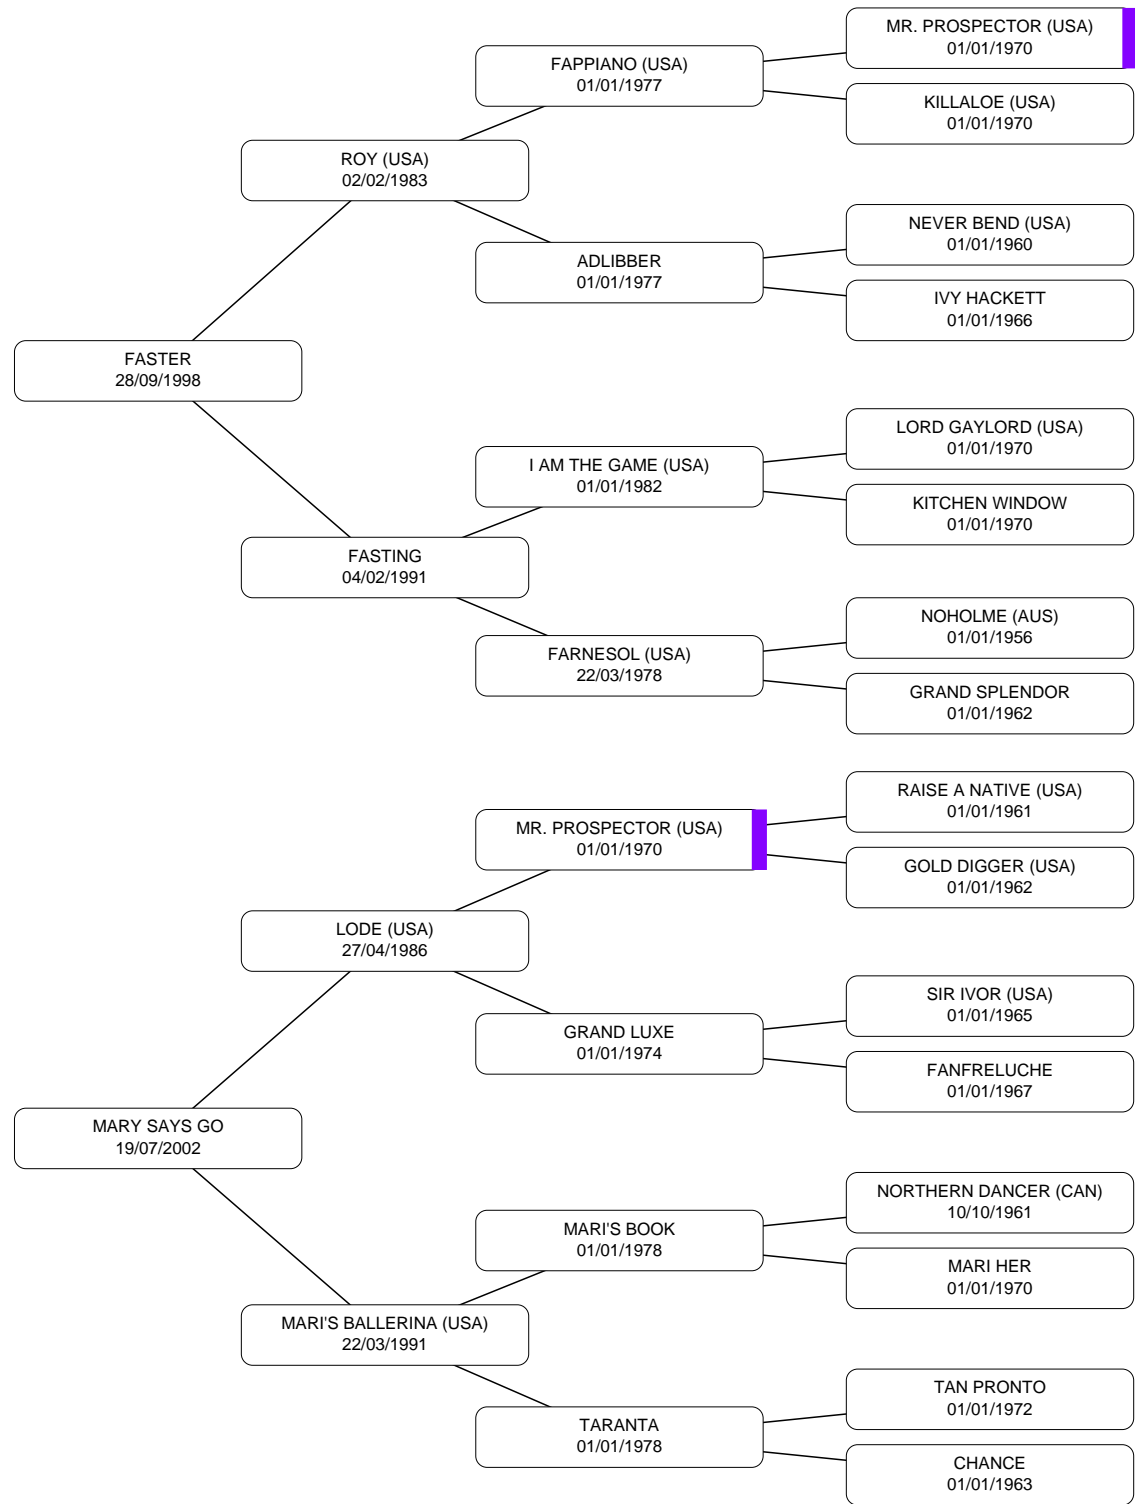 MR. PROSPECTOR (USA)
01/01/1970
FAPPIANO (USA)
01/01/1977
KILLALOE (USA)
01/01/1970
ROY (USA)
02/02/1983
NEVER BEND (USA)
01/01/1960
ADLIBBER
01/01/1977
IVY HACKETT
01/01/1966
FASTER
28/09/1998
LORD GAYLORD (USA)
01/01/1970
I AM THE GAME (USA)
01/01/1982
KITCHEN WINDOW
01/01/1970
FASTING
04/02/1991
NOHOLME (AUS)
01/01/1956
FARNESOL (USA)
22/03/1978
GRAND SPLENDOR
01/01/1962
RAISE A NATIVE (USA)
01/01/1961
MR. PROSPECTOR (USA)
01/01/1970
GOLD DIGGER (USA)
01/01/1962
LODE (USA)
27/04/1986
SIR IVOR (USA)
01/01/1965
GRAND LUXE
01/01/1974
FANFRELUCHE
01/01/1967
MARY SAYS GO
19/07/2002
NORTHERN DANCER (CAN)
10/10/1961
MARI'S BOOK
01/01/1978
MARI HER
01/01/1970
MARI'S BALLERINA (USA)
22/03/1991
TAN PRONTO
01/01/1972
TARANTA
01/01/1978
CHANCE
01/01/1963